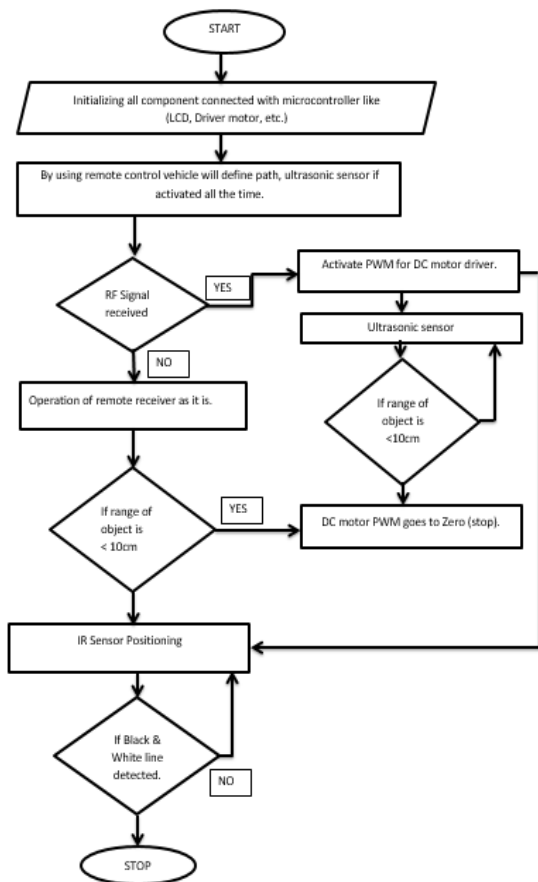 START
Initializing all component connected with microcontroller like
(LCD, Driver motor, etc.)
By using remote control vehicle will define path, ultrasonic sensor if
activated all the time.
RF Signal
received
YES
Activate PWM for DC motor driver.
Ultrasonic sensor
If range of
object is
<10cm
NO
Operation of remote receiver as it is.
If range of
object is
< 10cm
YES
DC motor PWM goes to Zero (stop).
IR Sensor Positioning
If Black &
White line
detected.
NO
STOP